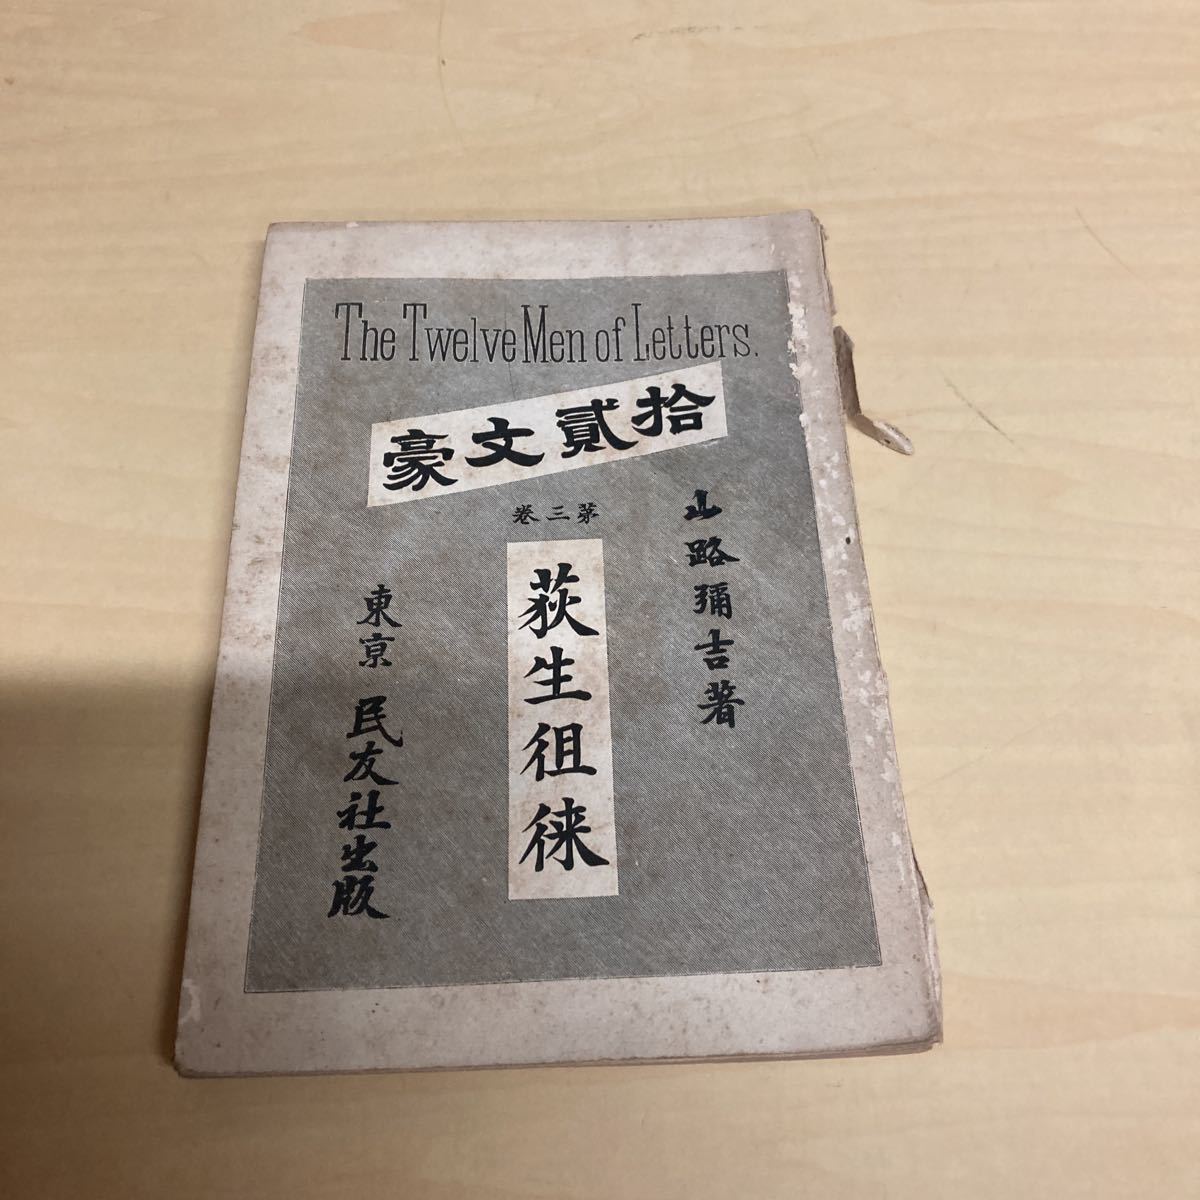 The Twelve Men of Letters.
拾貳文豪
第三卷
山路彌吉著
荻生徂徠
東京 民友社出版